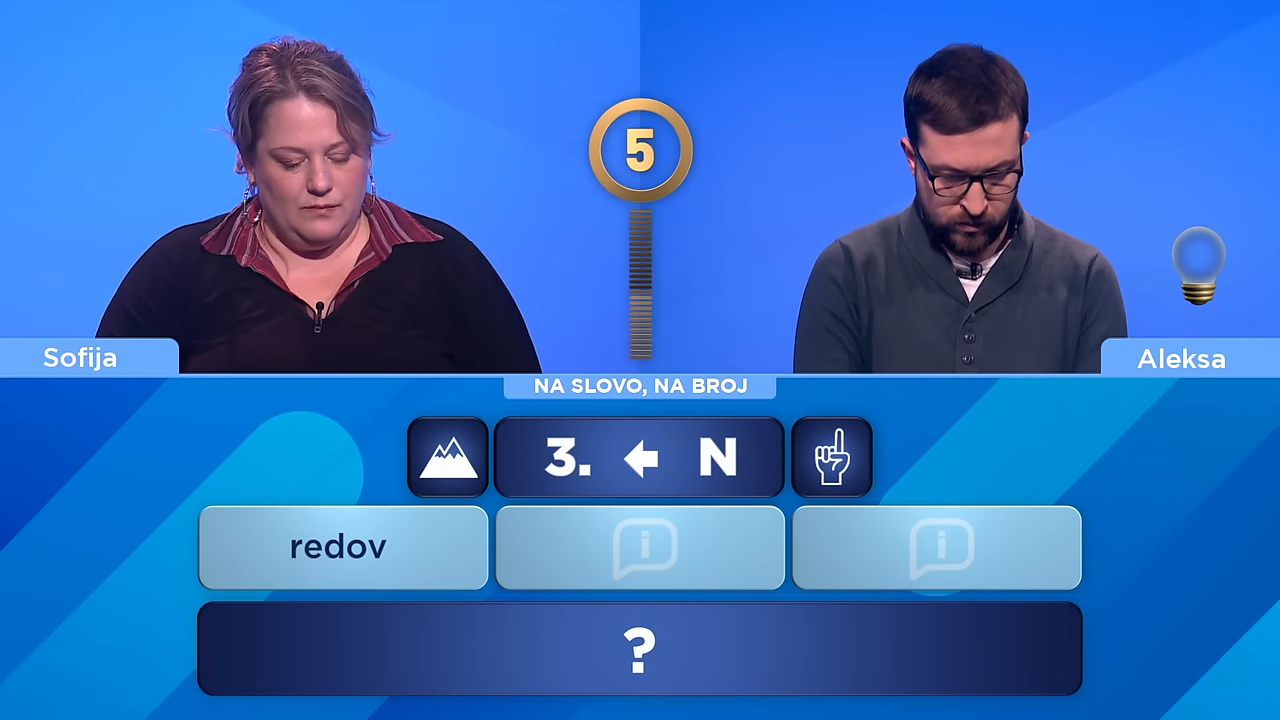 5
Sofija
Aleksa
NA SLOVO, NA BROJ
3. ← N
redov
i
i
?